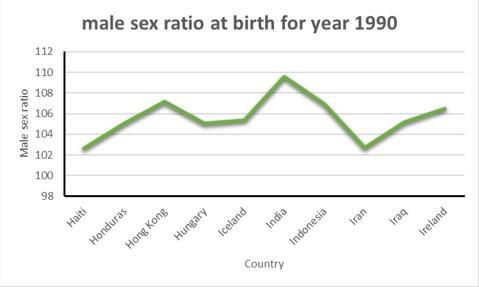 male sex ratio at birth for year 1990
112
110
108
106
104
102
100
98
Male sex ratio
Haiti
Honduras
Hong Kong
Hungary
Iceland
India
Indonesia
Iran
Iraq
Ireland
Country